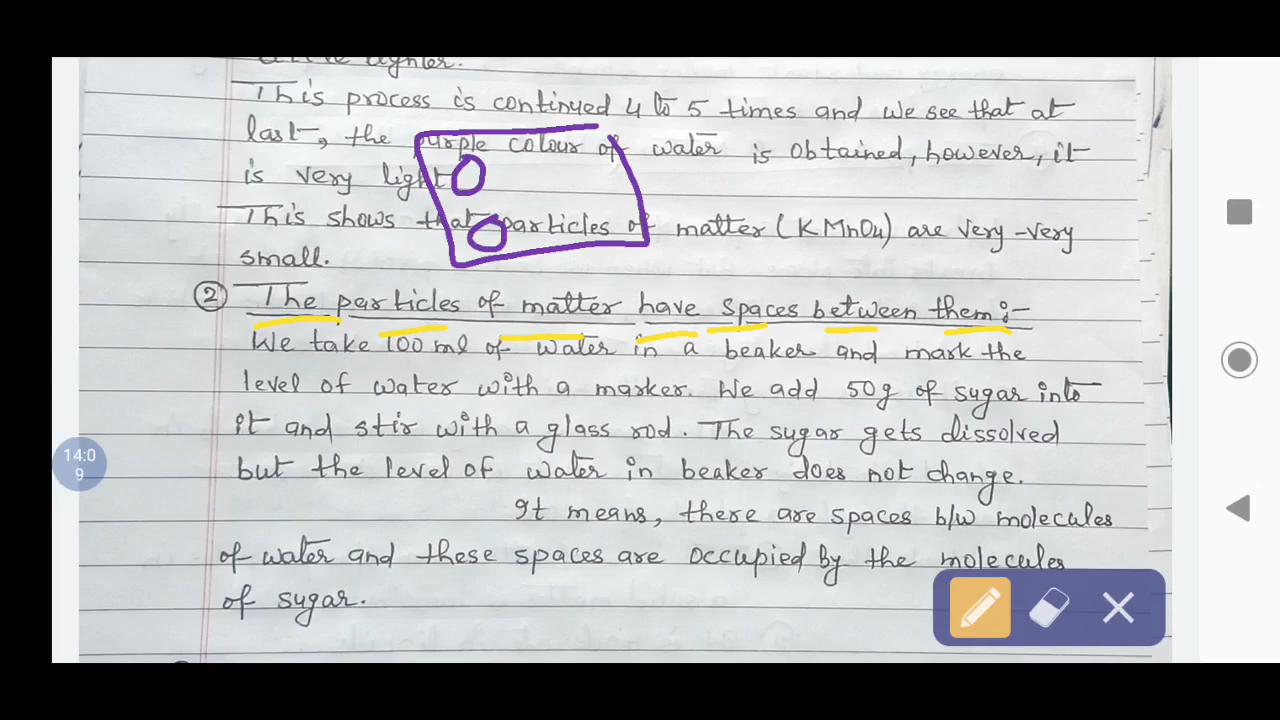 lighter.
This process is continued 4 to 5 times and we see that at
last, the purple colour of water is obtained, however, it
is very light
This shows that particles of matter (KMnO4) are very-very
small.
② The particles of matter have spaces between them :-
We take 100 ml of water in a beaker and mark the
level of water with a marker. We add 50g of sugar into
it and stir with a glass rod. The sugar gets dissolved
but the level of water in beaker does not change.
It means, there are spaces b/w molecules
of water and these spaces are occupied by the molecules
of sugar.
14:0
9